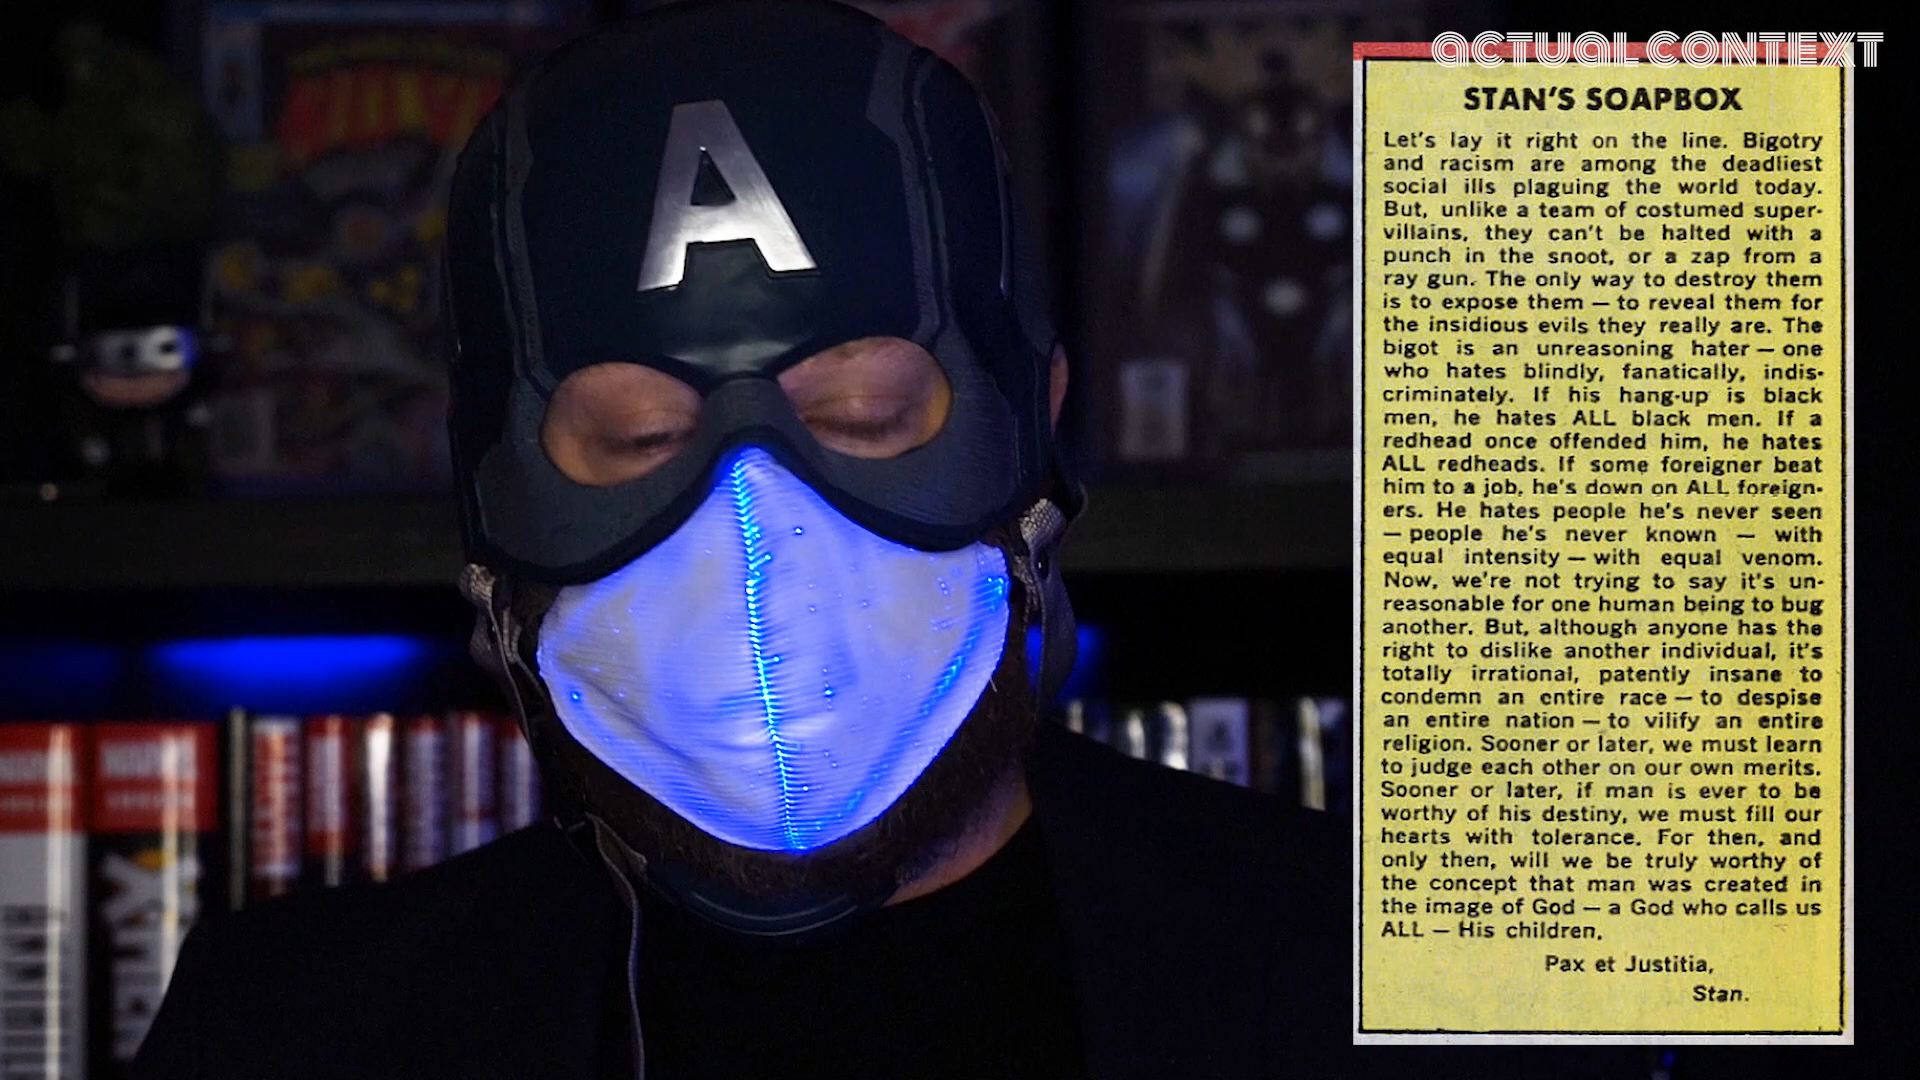 ACTUAL CONTEXT
STAN'S SOAPBOX
Let's lay it right on the line. Bigotry
and racism are among the deadliest
social ills plaguing the world today.
But, unlike a team of costumed super-
villains, they can't be halted with a
punch in the snoot, or a zap from a
ray gun. The only way to destroy them
is to expose them — to reveal them for
the insidious evils they really are. The
bigot is an unreasoning hater — one
who hates blindly, fanatically, indis-
criminately. If his hang-up is black
men, he hates ALL black men. If a
redhead once offended him, he hates
ALL redheads. If some foreigner beat
him to a job, he's down on ALL foreign-
ers. He hates people he's never seen
— people he's never known — with
equal intensity — with equal venom.
Now, we're not trying to say it's un-
reasonable for one human being to bug
another. But, although anyone has the
right to dislike another individual, it's
totally irrational, patently insane to
condemn an entire race — to despise
an entire nation — to vilify an entire
religion. Sooner or later, we must learn
to judge each other on our own merits.
Sooner or later, if man is ever to be
worthy of his destiny, we must fill our
hearts with tolerance. For then, and
only then, will we be truly worthy of
the concept that man was created in
the image of God — a God who calls us
ALL — His children.
Pax et Justitia,
Stan.
A
MARVEL
MARVEL